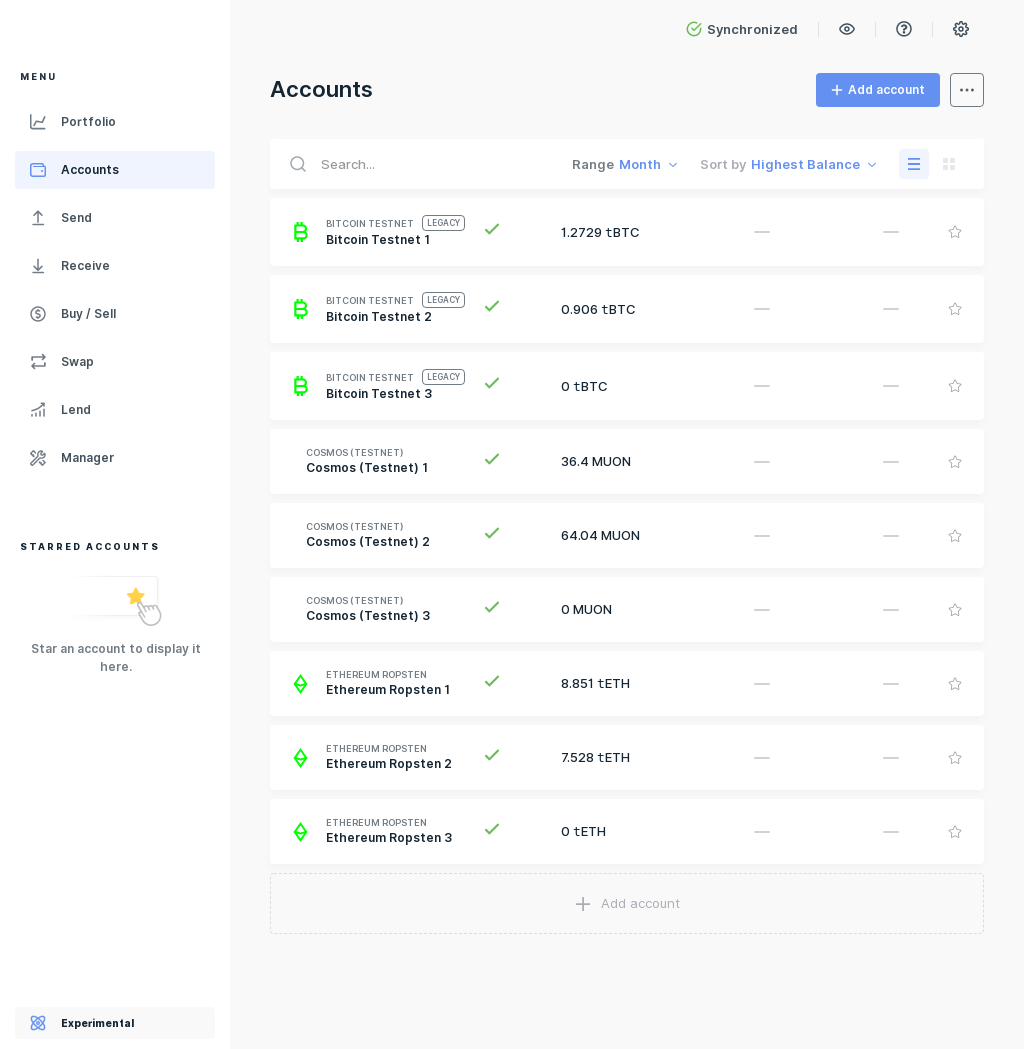 Synchronized
MENU
Portfolio
Accounts
Send
Receive
Buy / Sell
Swap
Lend
Manager
STARRED ACCOUNTS
Star an account to display it
here.
Experimental
Accounts
Add account
Search...
Range Month
Sort by Highest Balance
BITCOIN TESTNET LEGACY
Bitcoin Testnet 1
1.2729 tBTC
— —
BITCOIN TESTNET LEGACY
Bitcoin Testnet 2
0.906 tBTC
— —
BITCOIN TESTNET LEGACY
Bitcoin Testnet 3
0 tBTC
— —
COSMOS (TESTNET)
Cosmos (Testnet) 1
36.4 MUON
— —
COSMOS (TESTNET)
Cosmos (Testnet) 2
64.04 MUON
— —
COSMOS (TESTNET)
Cosmos (Testnet) 3
0 MUON
— —
ETHEREUM ROPSTEN
Ethereum Ropsten 1
8.851 tETH
— —
ETHEREUM ROPSTEN
Ethereum Ropsten 2
7.528 tETH
— —
ETHEREUM ROPSTEN
Ethereum Ropsten 3
0 tETH
— —
Add account